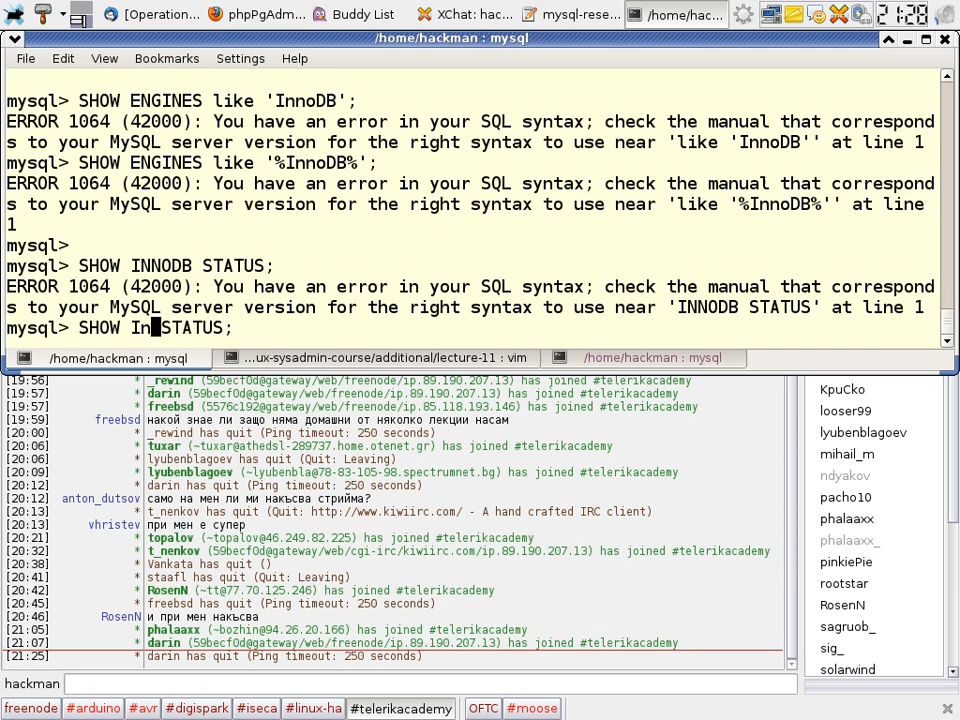 [Operation...
phpPgAdm...
Buddy List
XChat: hac...
mysql-rese...
/home/hac...
21:28
/home/hackman : mysql
File Edit View Bookmarks Settings Help
mysql> SHOW ENGINES like 'InnoDB';
ERROR 1064 (42000): You have an error in your SQL syntax; check the manual that correspond
s to your MySQL server version for the right syntax to use near 'like 'InnoDB'' at line 1
mysql> SHOW ENGINES like '%InnoDB%';
ERROR 1064 (42000): You have an error in your SQL syntax; check the manual that correspond
s to your MySQL server version for the right syntax to use near 'like '%InnoDB%'' at line
1
mysql>
mysql> SHOW INNODB STATUS;
ERROR 1064 (42000): You have an error in your SQL syntax; check the manual that correspond
s to your MySQL server version for the right syntax to use near 'INNODB STATUS' at line 1
mysql> SHOW In STATUS;
/home/hackman : mysql
...ux-sysadmin-course/additional/lecture-11 : vim
/home/hackman : mysql
[19:56] * _rewind (59becf0d@gateway/web/freenode/ip.89.190.207.13) has joined #telerikacademy
[19:57] * darin (59becf0d@gateway/web/freenode/ip.89.190.207.13) has joined #telerikacademy
[19:57] * freebsd (5576c192@gateway/web/freenode/ip.85.118.193.146) has joined #telerikacademy
[19:59] freebsd някой знае ли защо няма домашни от няколко лекции насам
[20:00] * _rewind has quit (Ping timeout: 250 seconds)
[20:06] * tuxar (~tuxar@athedsl-289737.home.otenet.gr) has joined #telerikacademy
[20:06] * lyubenblagoev has quit (Quit: Leaving)
[20:09] * lyubenblagoev (~lyubenbla@78-83-105-98.spectrumnet.bg) has joined #telerikacademy
[20:12] * darin has quit (Ping timeout: 250 seconds)
[20:12] anton_dutsov само на мен ли ми накъсва стрийма?
[20:13] * t_nenkov has quit (Quit: http://www.kiwiirc.com/ - A hand crafted IRC client)
[20:13] vhristev при мен е супер
[20:21] * topalov (~topalov@46.249.82.225) has joined #telerikacademy
[20:32] * t_nenkov (59becf0d@gateway/web/cgi-irc/kiwiirc.com/ip.89.190.207.13) has joined #telerikacademy
[20:38] * Vankata has quit ()
[20:41] * staafl has quit (Quit: Leaving)
[20:42] * RosenN (~tt@77.70.125.246) has joined #telerikacademy
[20:45] * freebsd has quit (Ping timeout: 250 seconds)
[20:46] RosenN и при мен накъсва
[21:05] * phalaaxx (~bozhin@94.26.20.166) has joined #telerikacademy
[21:07] * darin (59becf0d@gateway/web/freenode/ip.89.190.207.13) has joined #telerikacademy
[21:25] * darin has quit (Ping timeout: 250 seconds)
KpuCko
looser99
lyubenblagoev
mihail_m
ndyakov
pacho10
phalaaxx
phalaaxx_
pinkiePie
rootstar
RosenN
sagruob_
sig_
solarwind
hackman
freenode #arduino #avr #digispark #iseca #linux-ha #telerikacademy OFTC #moose